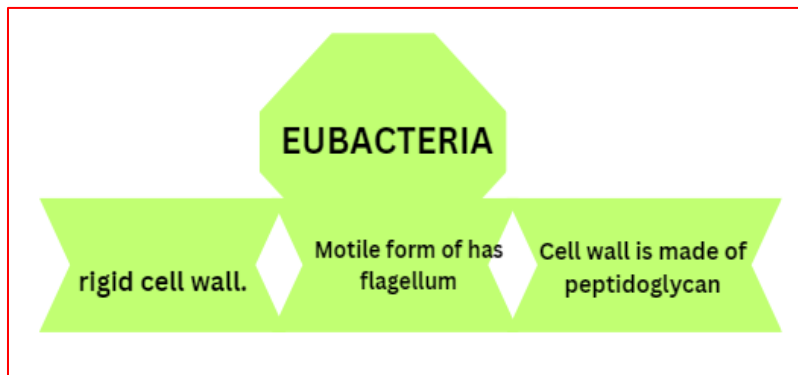 EUBACTERIA
rigid cell wall.
Motile form of has
flagellum
Cell wall is made of
peptidoglycan